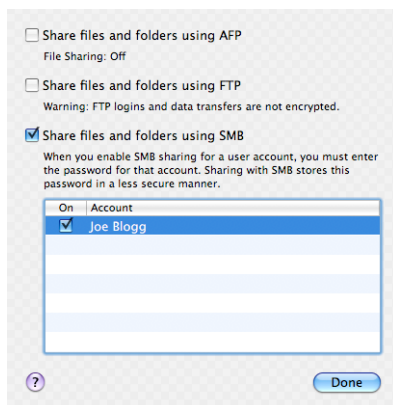 Share files and folders using AFP
File Sharing: Off
Share files and folders using FTP
Warning: FTP logins and data transfers are not encrypted.
Share files and folders using SMB
When you enable SMB sharing for a user account, you must enter
the password for that account. Sharing with SMB stores this
password in a less secure manner.
On Account
Joe Blogg
? Done